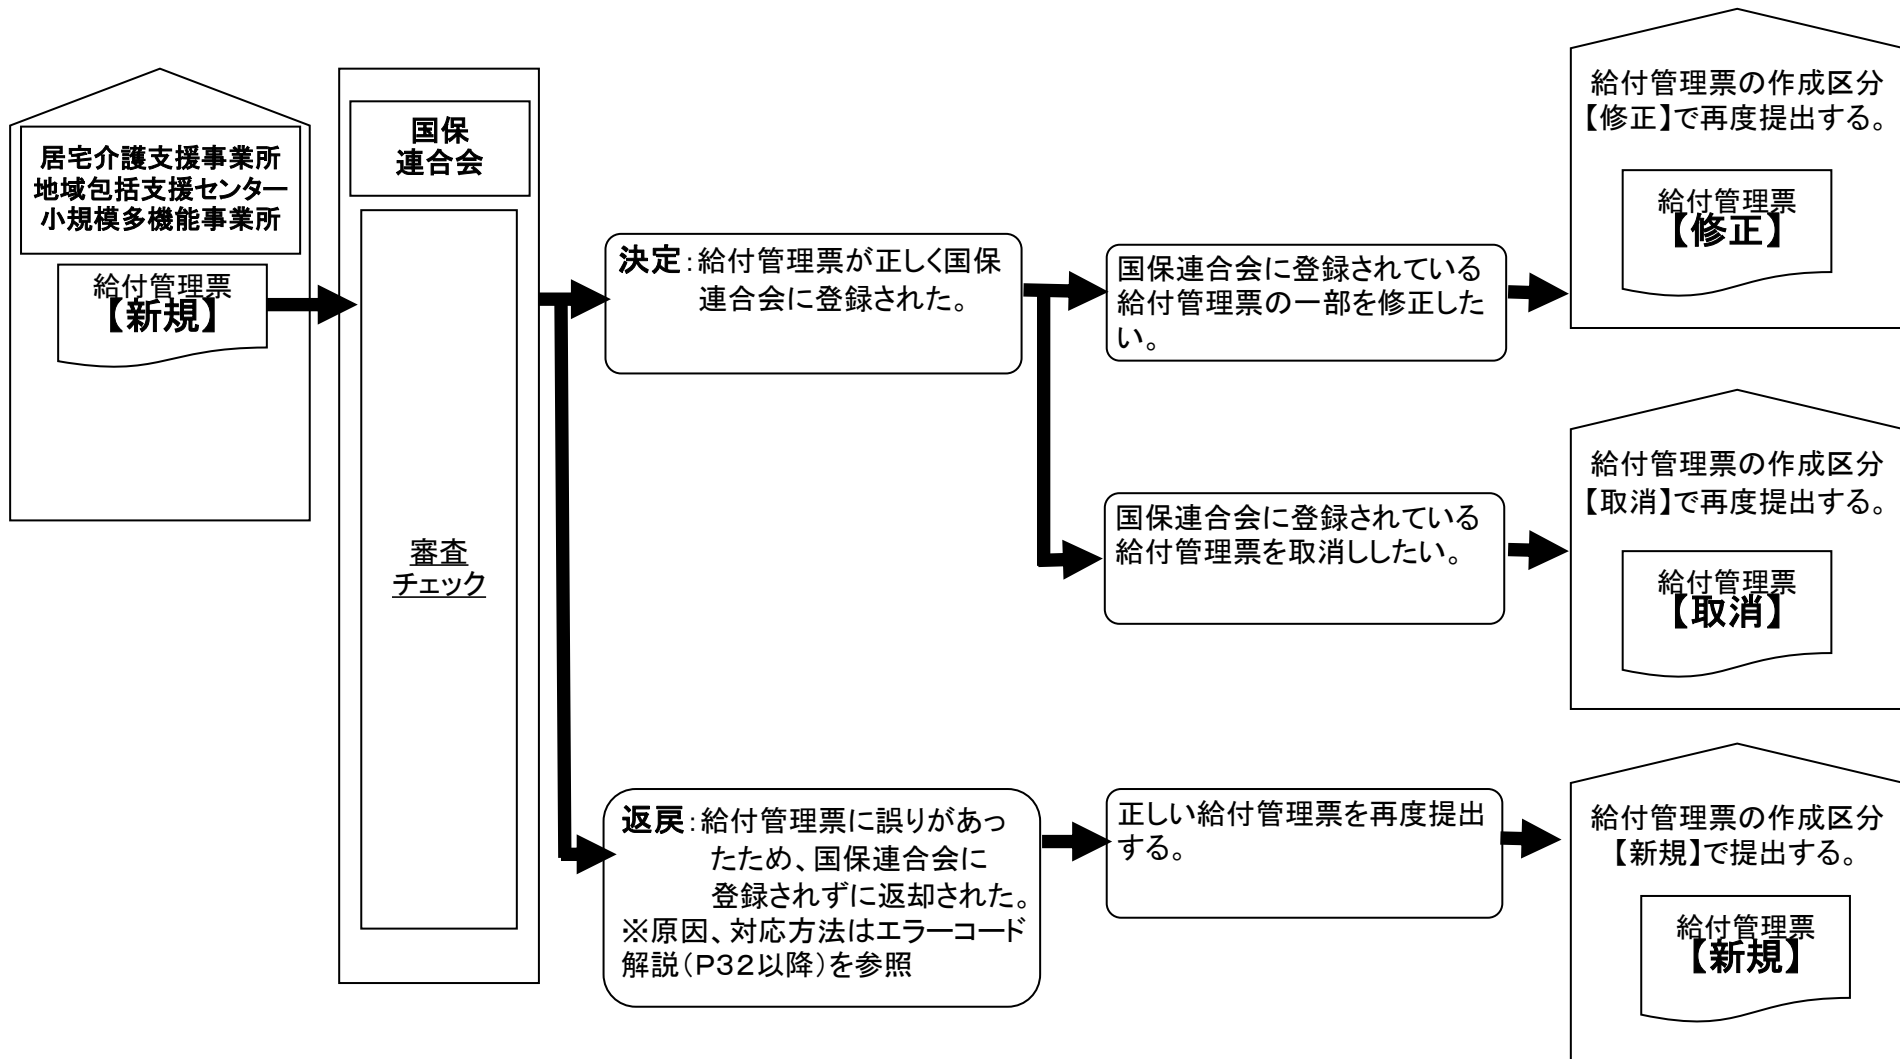 居宅介護支援事業所
地域包括支援センター
小規模多機能事業所
給付管理票
【新規】
国保
連合会
審査
チェック
決定:給付管理票が正しく国保
連合会に登録された。
国保連合会に登録されている
給付管理票の一部を修正した
い。
給付管理票の作成区分
【修正】で再度提出する。
給付管理票
【修正】
国保連合会に登録されている
給付管理票を取消ししたい。
給付管理票の作成区分
【取消】で再度提出する。
給付管理票
【取消】
返戻:給付管理票に誤りがあっ
たため、国保連合会に
登録されずに返却された。
※原因、対応方法はエラーコード
解説(P32以降)を参照
正しい給付管理票を再度提出
する。
給付管理票の作成区分
【新規】で提出する。
給付管理票
【新規】